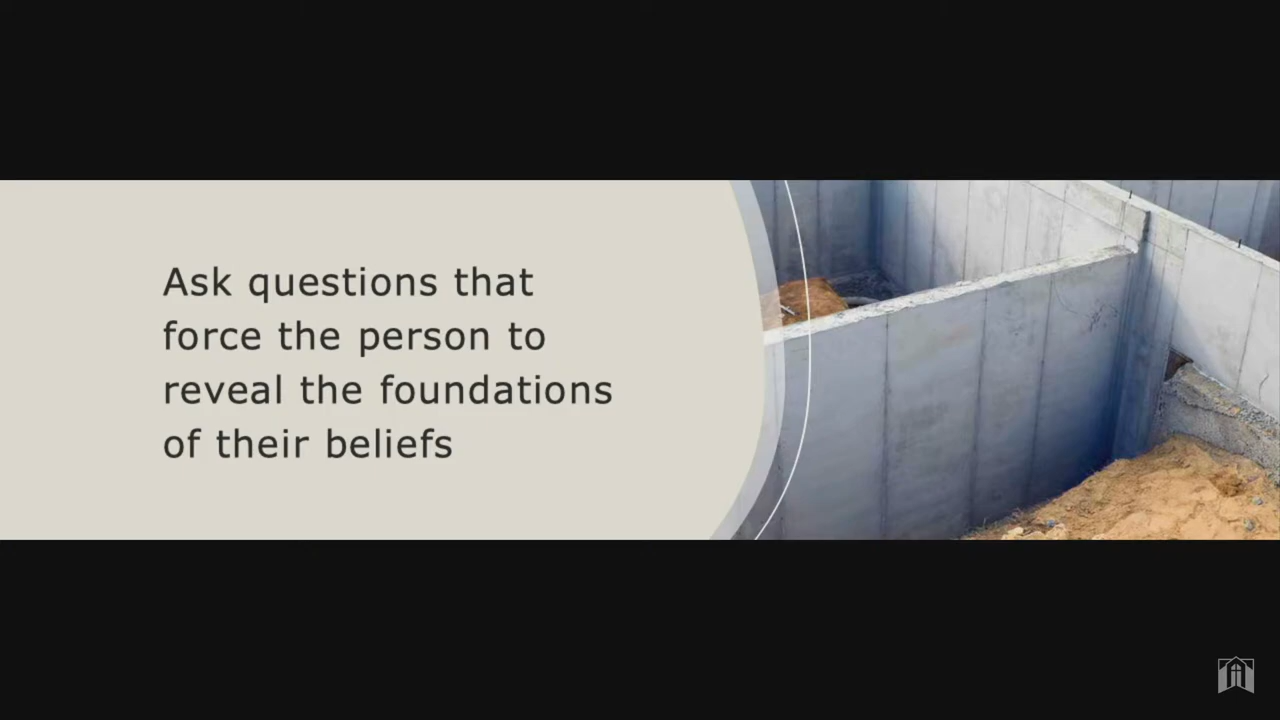 Ask questions that
force the person to
reveal the foundations
of their beliefs